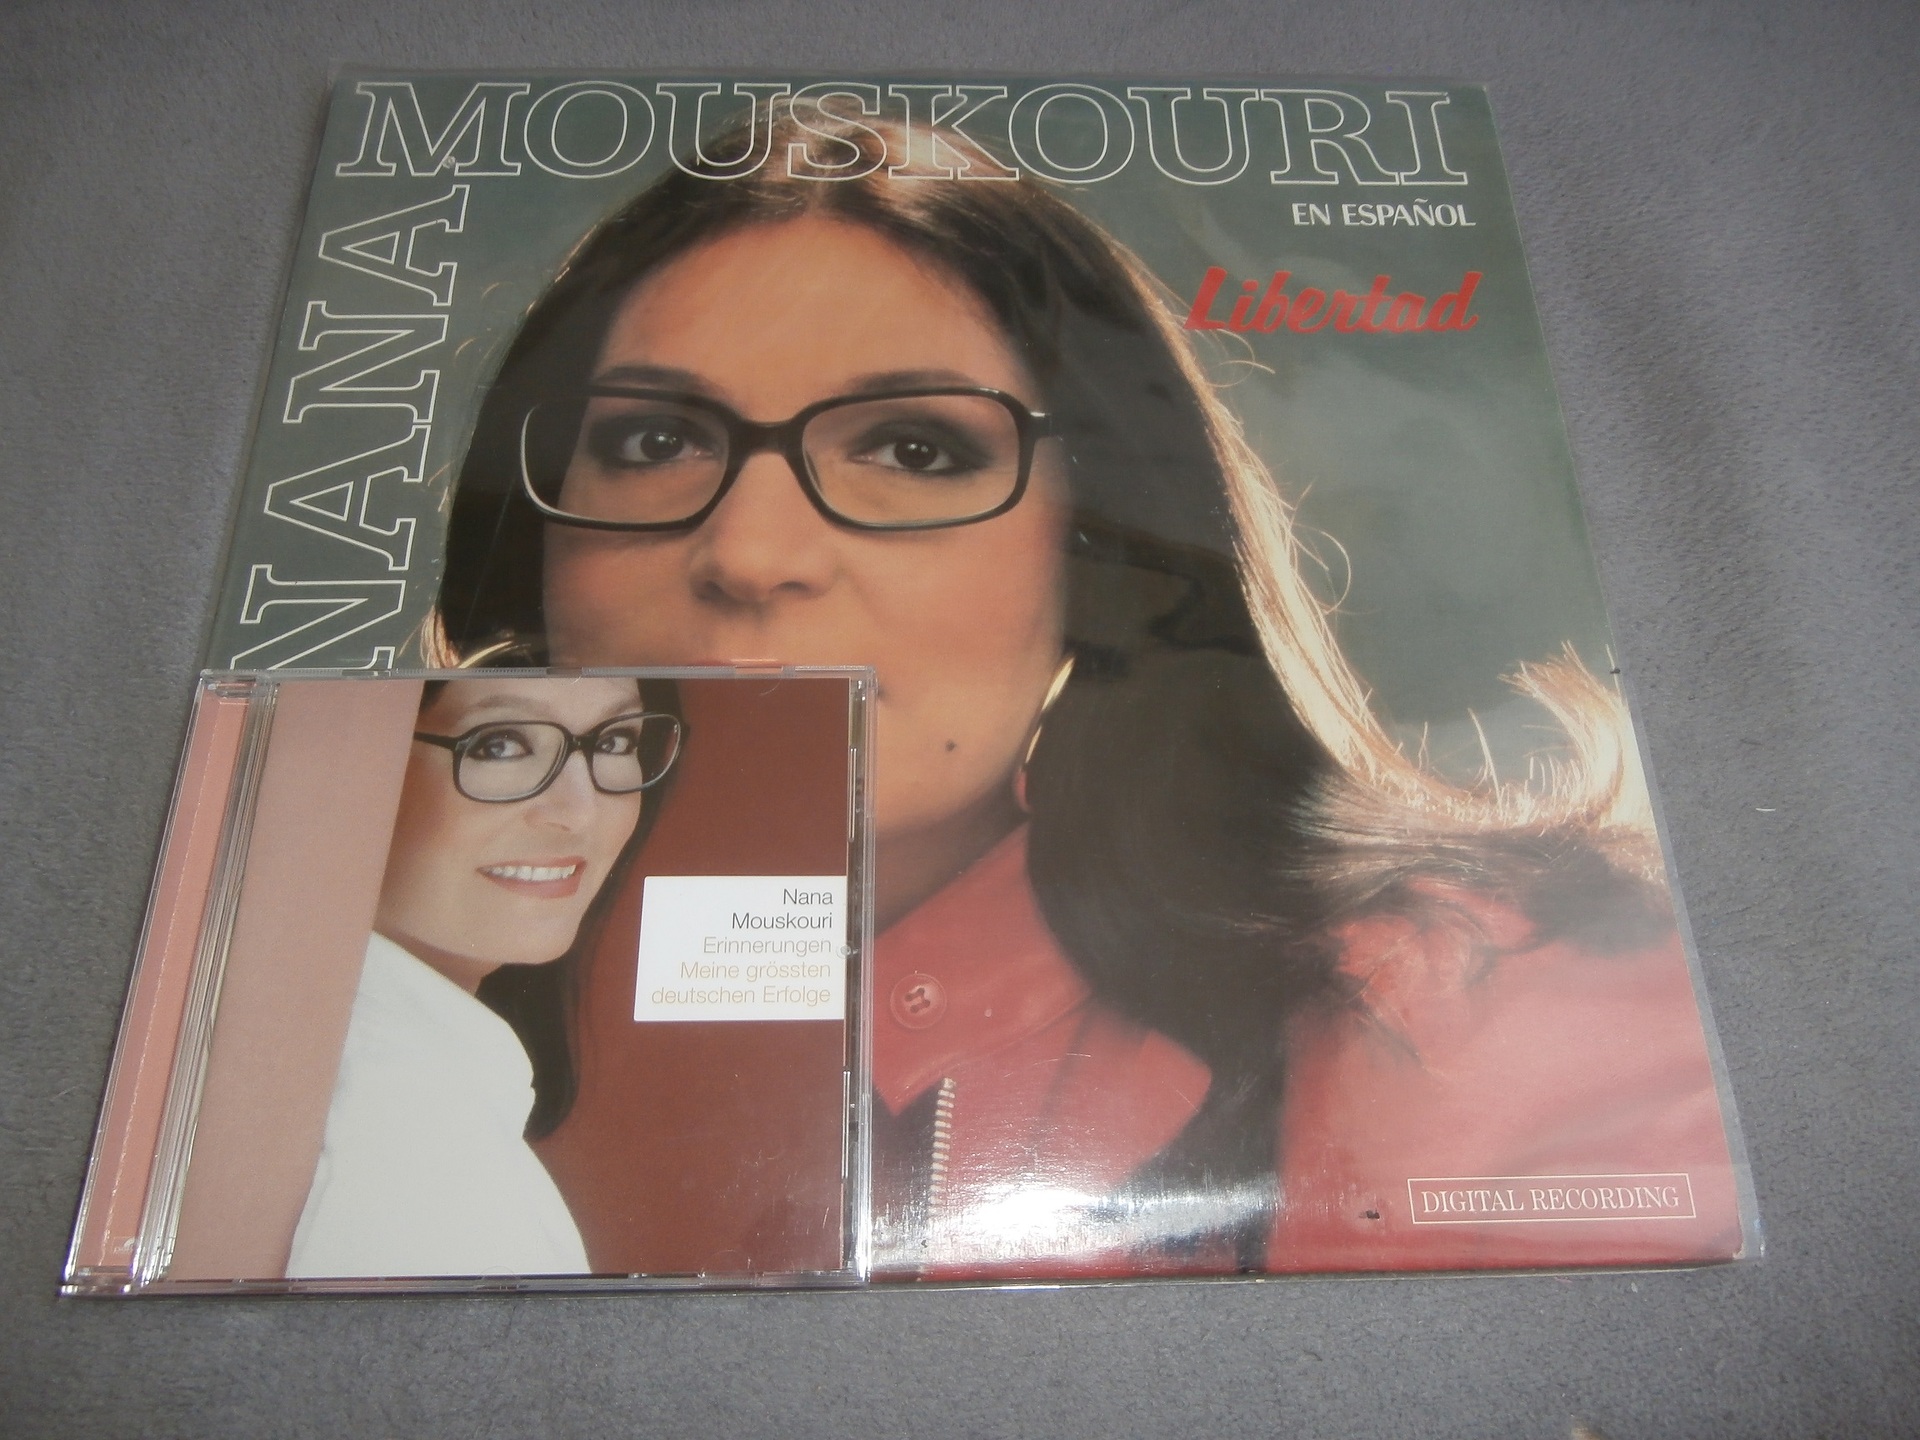 MOUSKOURI
NANA
EN ESPAÑOL
Libertad
Nana
Mouskouri
Erinnerungen
Meine grössten
deutschen Erfolge
DIGITAL RECORDING